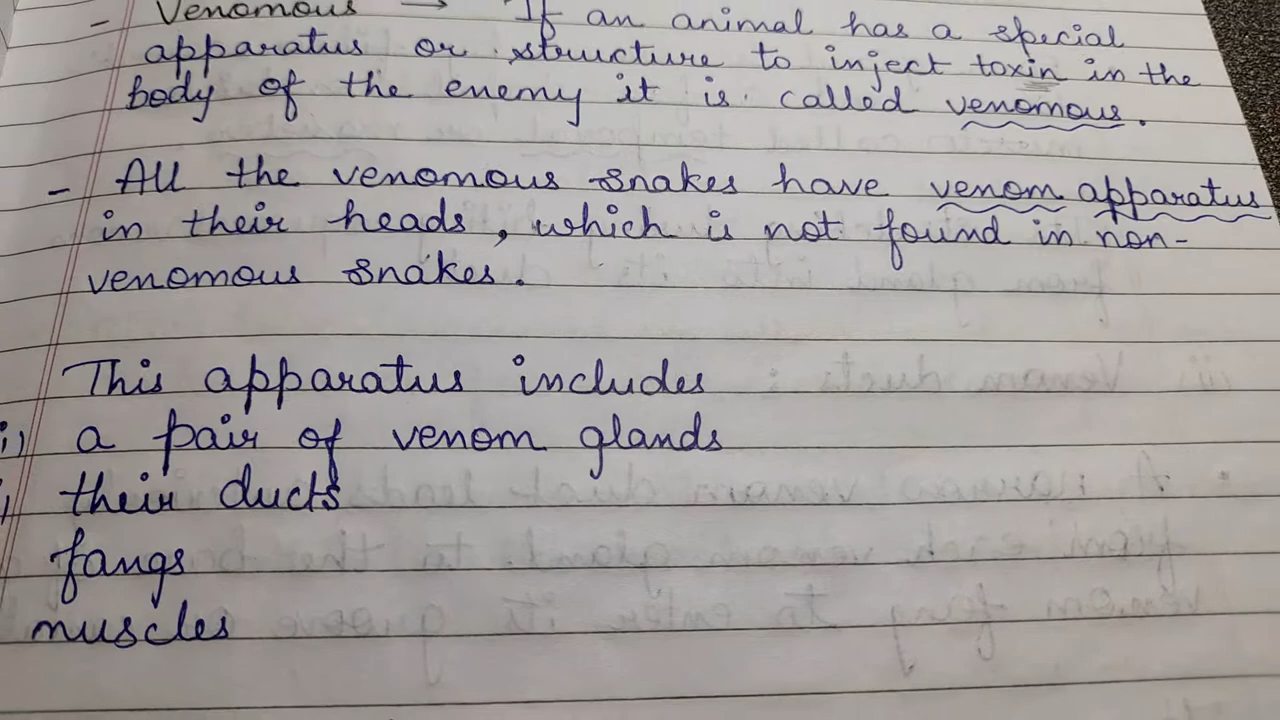 - Venomous → If an animal has a special
apparatus or structure to inject toxin in the
body of the enemy it is called venomous.
- All the venomous snakes have venom apparatus
in their heads, which is not found in non-
venomous snakes.
This apparatus includes
i) a pair of venom glands
their ducts
fangs
muscles